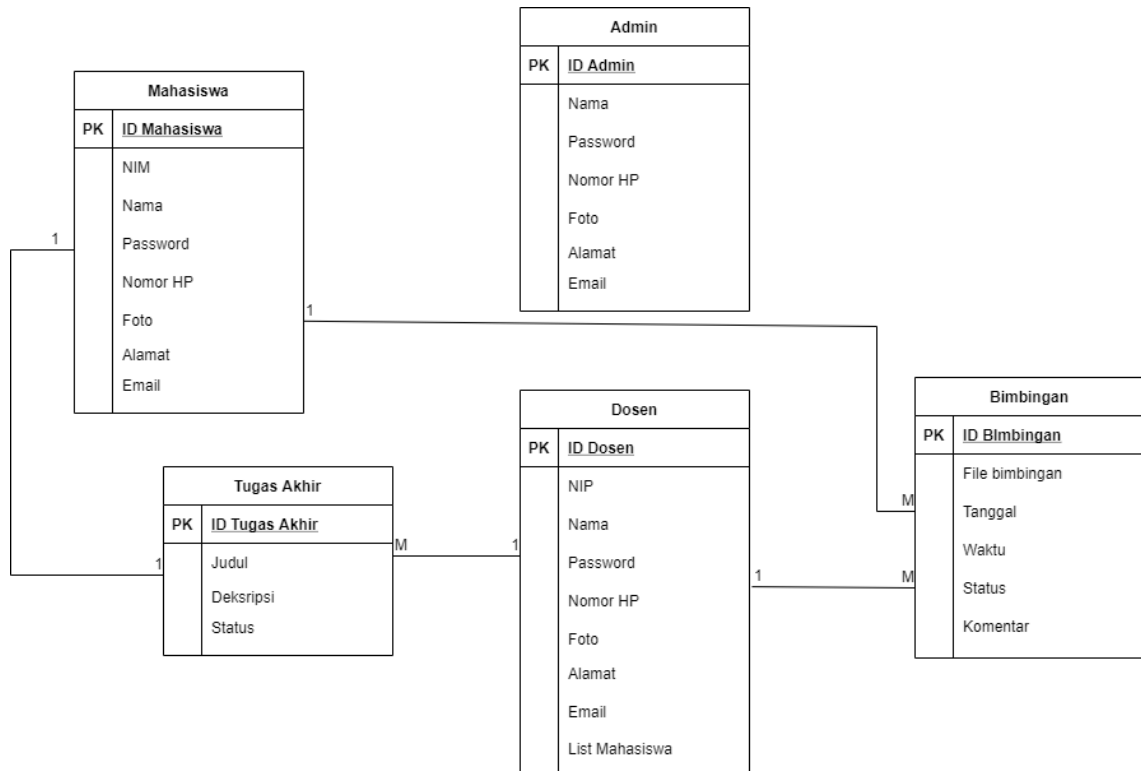 Admin
PK ID Admin
Nama
Password
Nomor HP
Foto
Alamat
Email
Mahasiswa
PK ID Mahasiswa
NIM
Nama
Password
Nomor HP
Foto
Alamat
Email
1
1
1
M
1
1
M
M
Tugas Akhir
PK ID Tugas Akhir
Judul
Deksripsi
Status
Dosen
PK ID Dosen
NIP
Nama
Password
Nomor HP
Foto
Alamat
Email
List Mahasiswa
Bimbingan
PK ID BImbingan
File bimbingan
Tanggal
Waktu
Status
Komentar